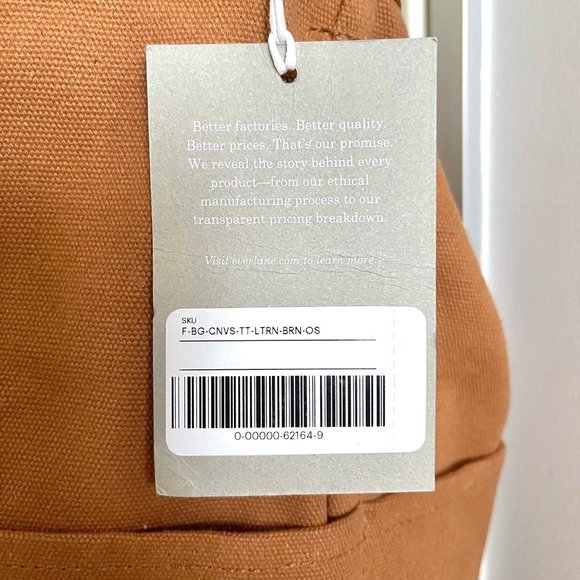 Better factories. Better quality.
Better prices. That's our promise.
We reveal the story behind every
product—from our ethical
manufacturing process to our
transparent pricing breakdown.
Visit everlane.com to learn more.
SKU
F-BG-CNVS-TT-LTRN-BRN-OS
0-00000-62164-9